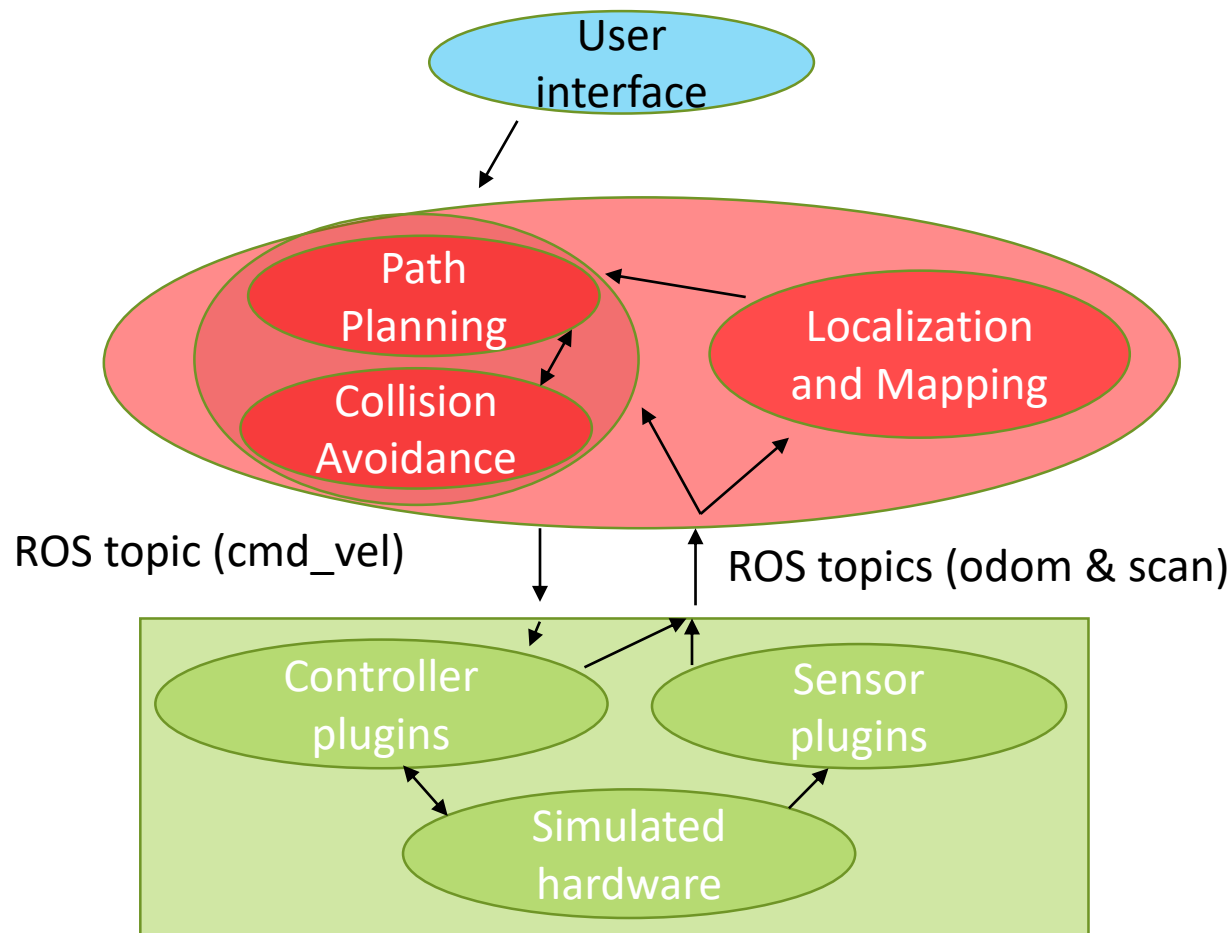 User
interface
Path
Planning
Localization
and Mapping
Collision
Avoidance
ROS topic (cmd_vel)
ROS topics (odom & scan)
Controller
plugins
Sensor
plugins
Simulated
hardware